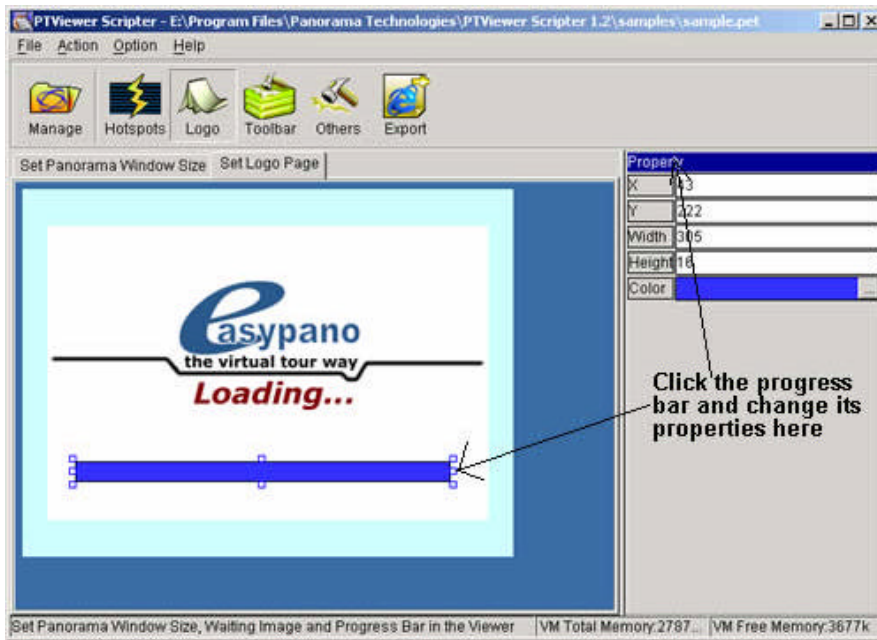 PTViewer Scripter - E:\Program Files\Panorama Technologies\PTViewer Scripter 1.2\samples\sample.pet
File Action Option Help
Manage Hotspots Logo Toolbar Others Export
Set Panorama Window Size Set Logo Page
Property
X 43
Y 222
Width 305
Height 16
Color ...
easypano
the virtual tour way
Loading...
Click the progress
bar and change its
properties here
Set Panorama Window Size, Waiting Image and Progress Bar in the Viewer VM Total Memory:2787... VM Free Memory:3677k